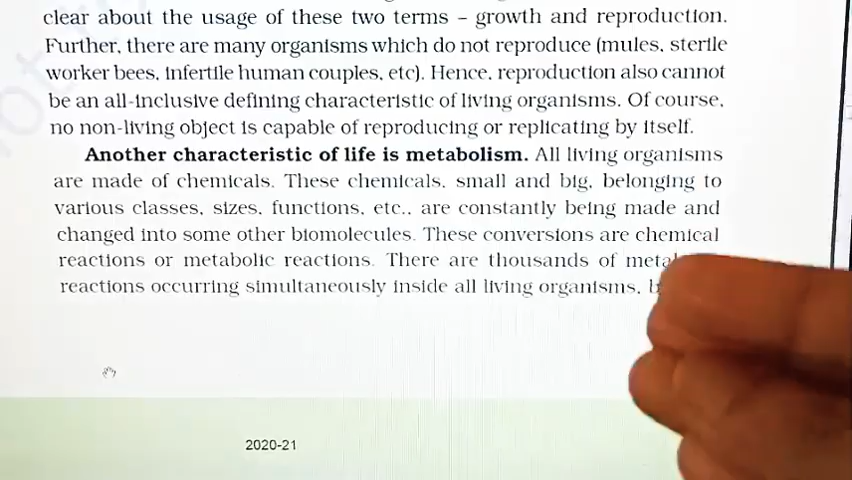 clear about the usage of these two terms – growth and reproduction.
Further, there are many organisms which do not reproduce (mules, sterile
worker bees, infertile human couples, etc). Hence, reproduction also cannot
be an all-inclusive defining characteristic of living organisms. Of course,
no non-living object is capable of reproducing or replicating by itself.
Another characteristic of life is metabolism. All living organisms
are made of chemicals. These chemicals, small and big, belonging to
various classes, sizes, functions, etc., are constantly being made and
changed into some other biomolecules. These conversions are chemical
reactions or metabolic reactions. There are thousands of
reactions occurring simultaneously inside all living organisms,
2020-21